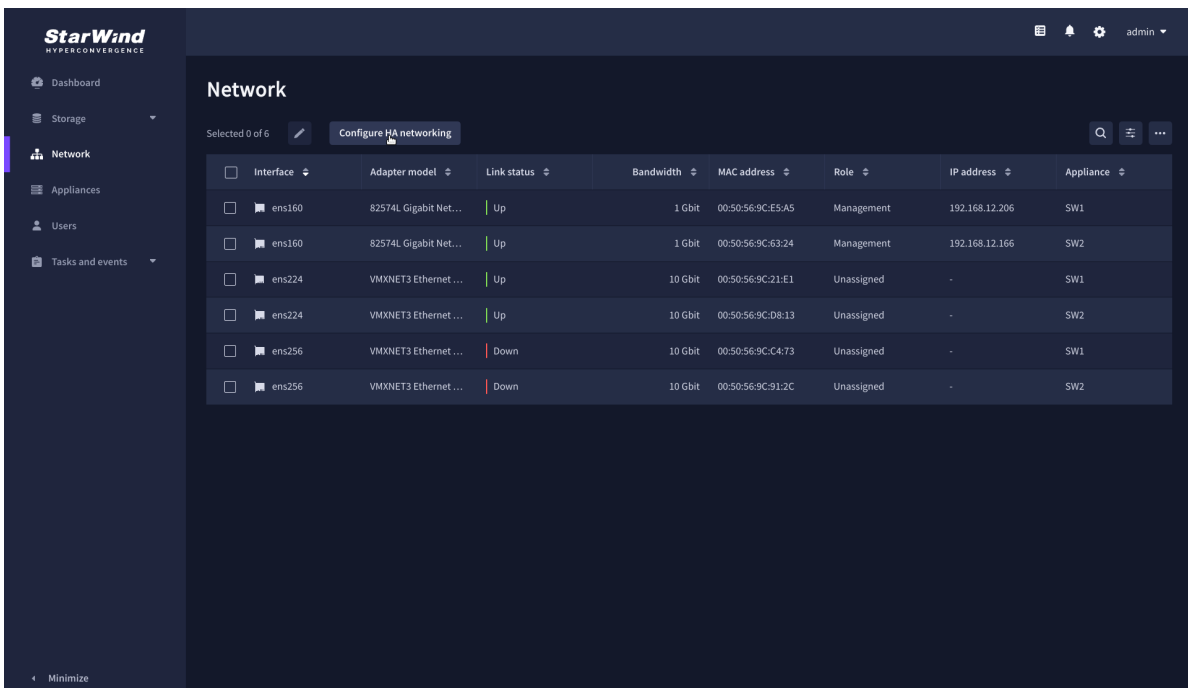 StarWind
HYPERCONVERGENCE
admin
Dashboard
Storage
Network
Appliances
Users
Tasks and events
Minimize
Network
Selected 0 of 6 Configure HA networking
Interface Adapter model Link status Bandwidth MAC address Role IP address Appliance
ens160 82574L Gigabit Net... Up 1 Gbit 00:50:56:9C:E5:A5 Management 192.168.12.206 SW1
ens160 82574L Gigabit Net... Up 1 Gbit 00:50:56:9C:63:24 Management 192.168.12.166 SW2
ens224 VMXNET3 Ethernet ... Up 10 Gbit 00:50:56:9C:21:E1 Unassigned - SW1
ens224 VMXNET3 Ethernet ... Up 10 Gbit 00:50:56:9C:D8:13 Unassigned - SW2
ens256 VMXNET3 Ethernet ... Down 10 Gbit 00:50:56:9C:C4:73 Unassigned - SW1
ens256 VMXNET3 Ethernet ... Down 10 Gbit 00:50:56:9C:91:2C Unassigned - SW2